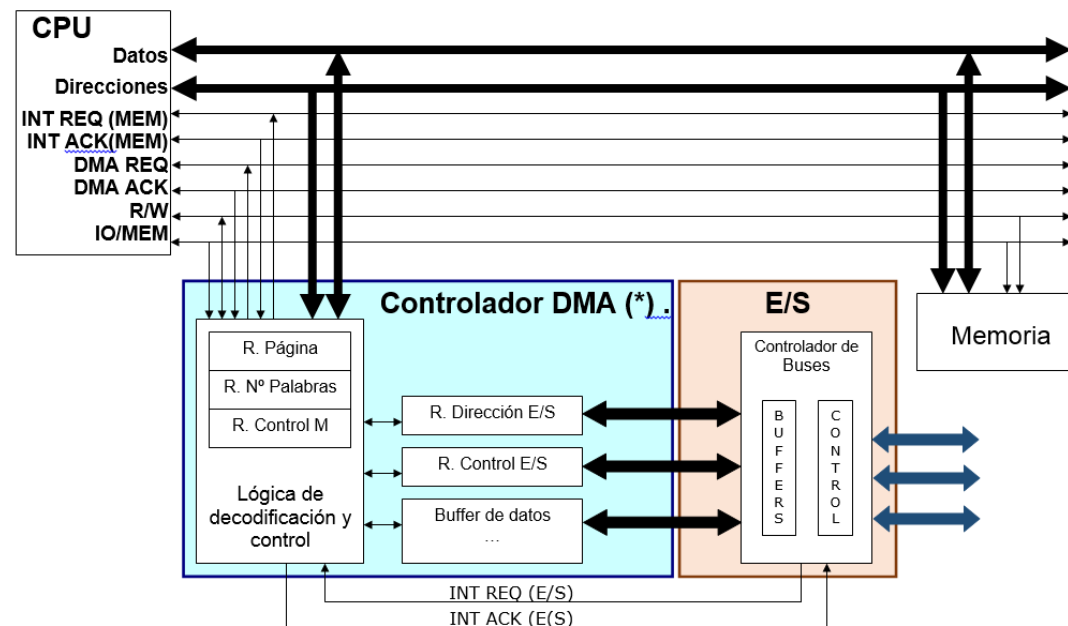 CPU
Datos
Direcciones
INT REQ (MEM)
INT ACK(MEM)
DMA REQ
DMA ACK
R/W
IO/MEM
Controlador DMA (*) .
E/S
Memoria
R. Página
R. Nº Palabras
R. Control M
Lógica de
decodificación y
control
R. Dirección E/S
R. Control E/S
Buffer de datos
...
Controlador de
Buses
BUFFERS
CONTROL
INT REQ (E/S)
INT ACK (E(S)